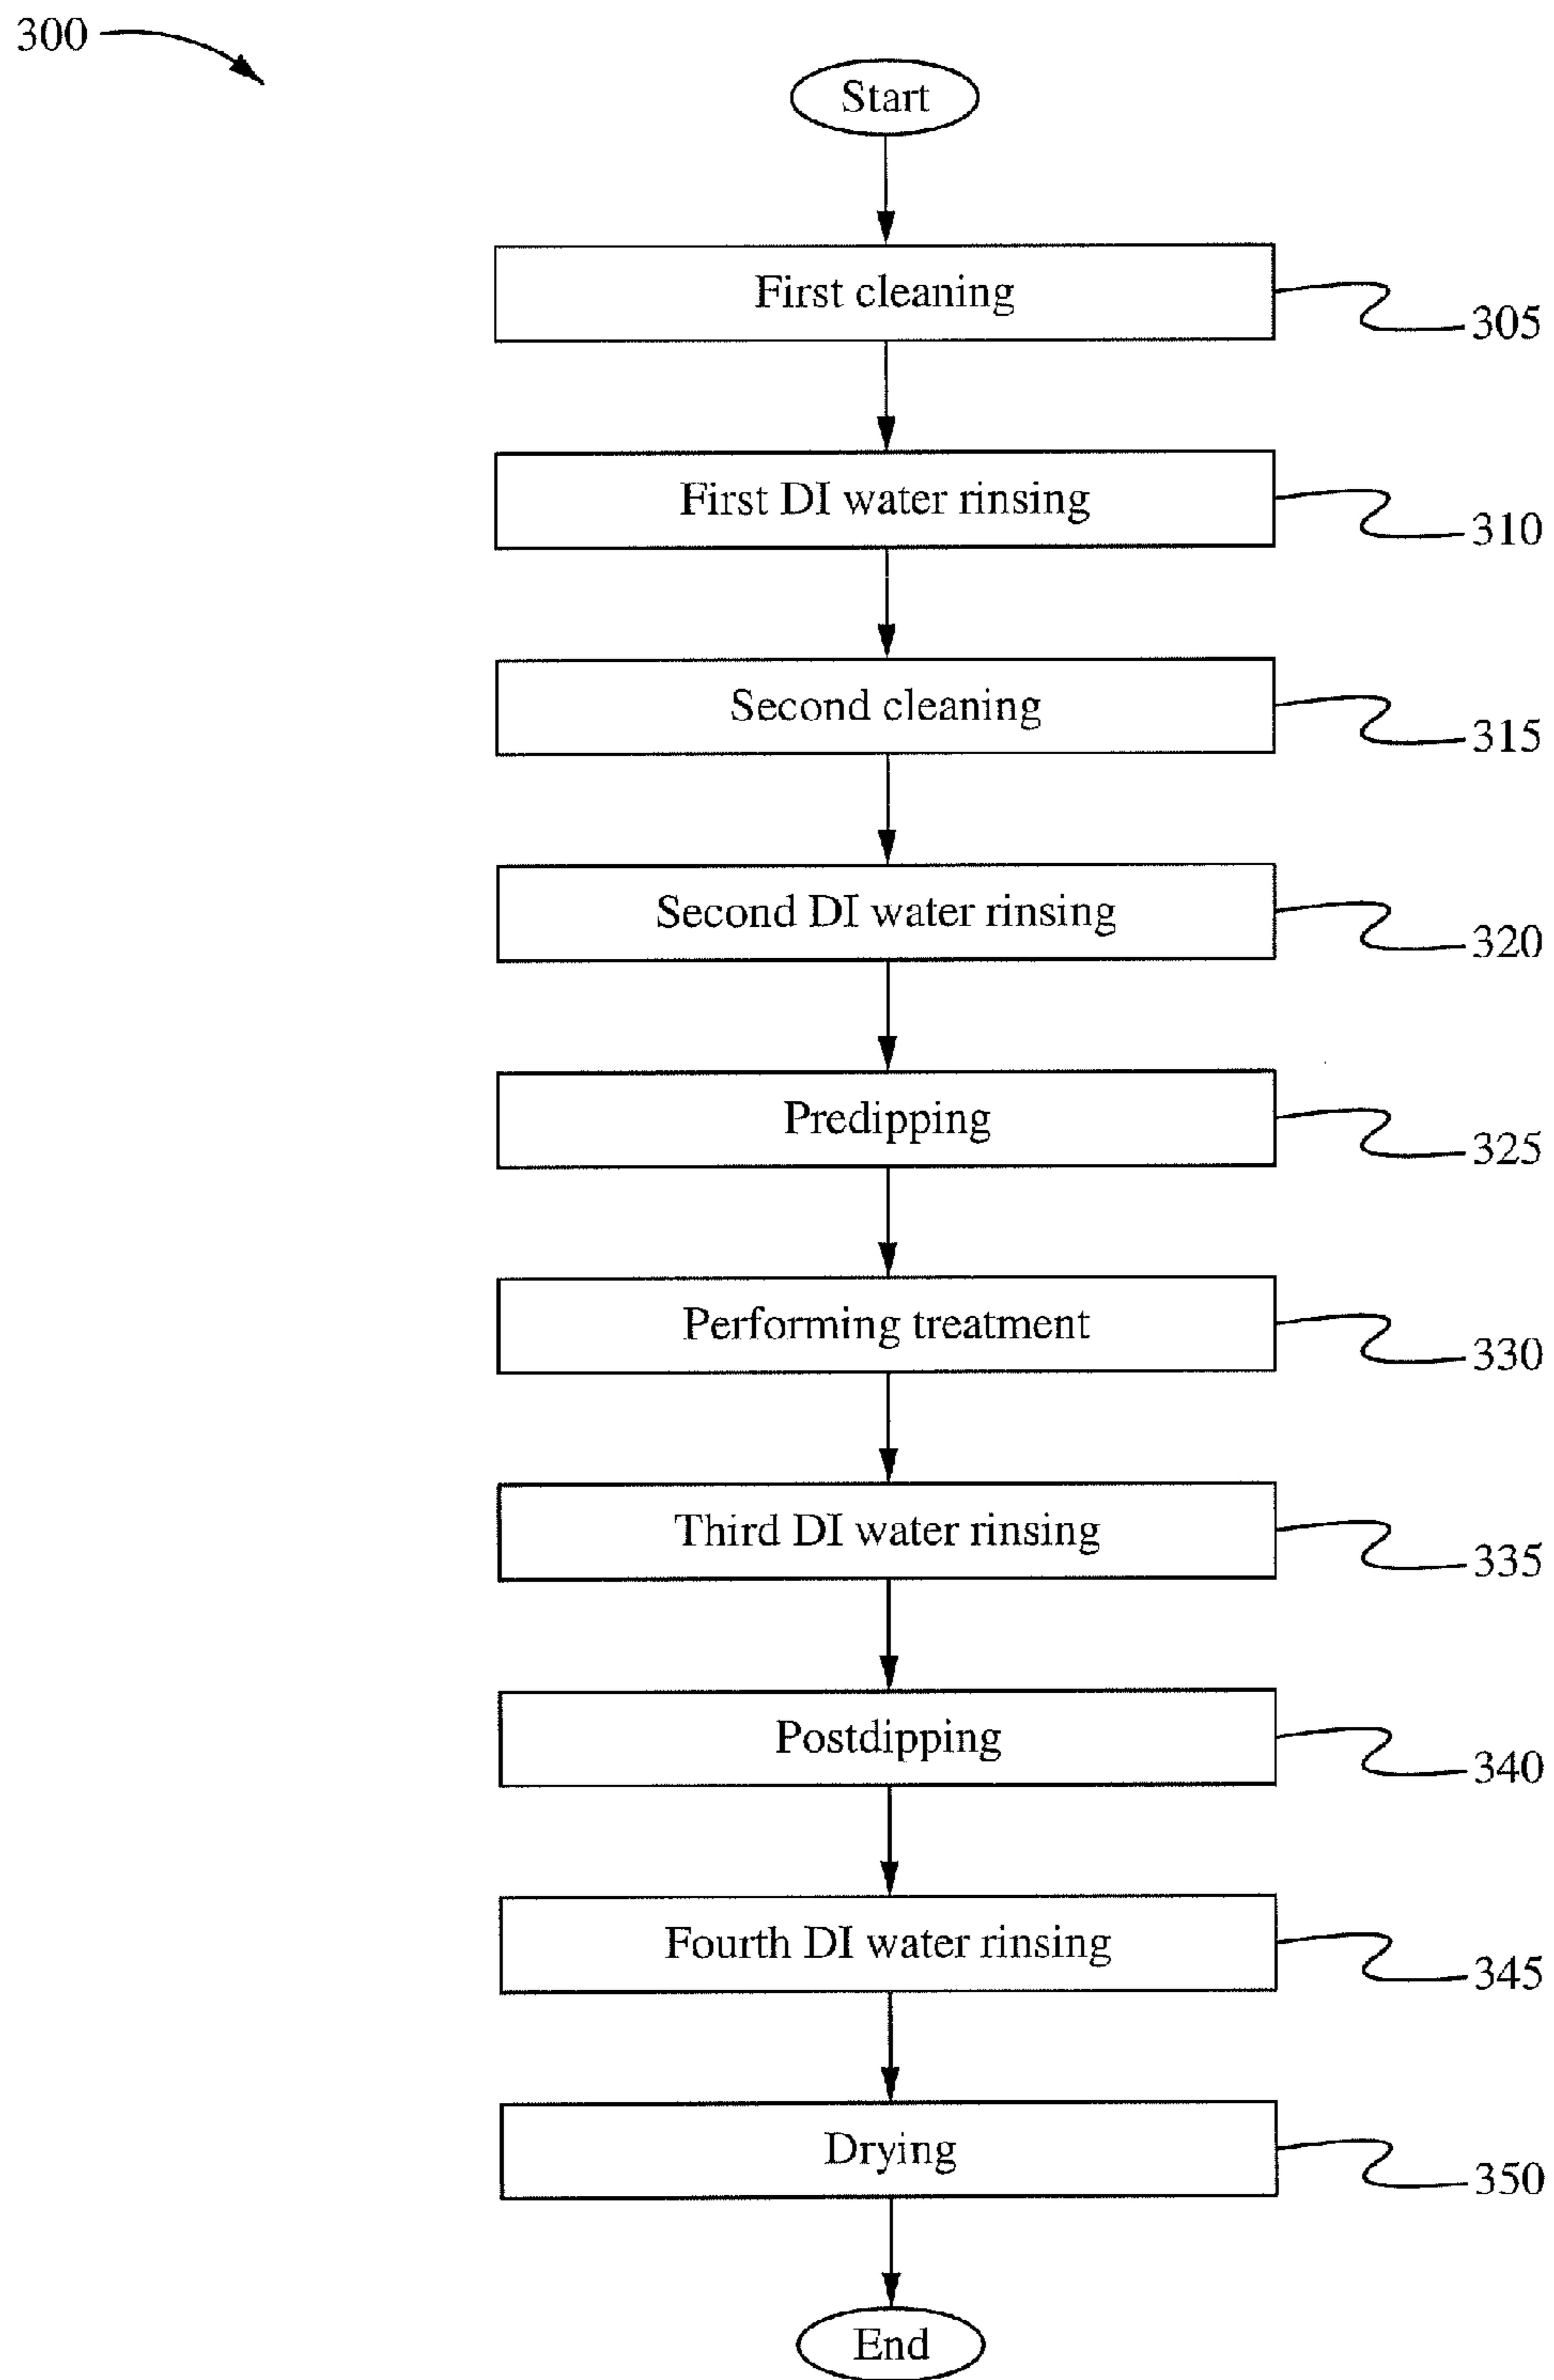 300
Start
First cleaning
305
First DI water rinsing
310
Second cleaning
315
Second DI water rinsing
320
Predipping
325
Performing treatment
330
Third DI water rinsing
335
Postdipping
340
Fourth DI water rinsing
345
Drying
350
End